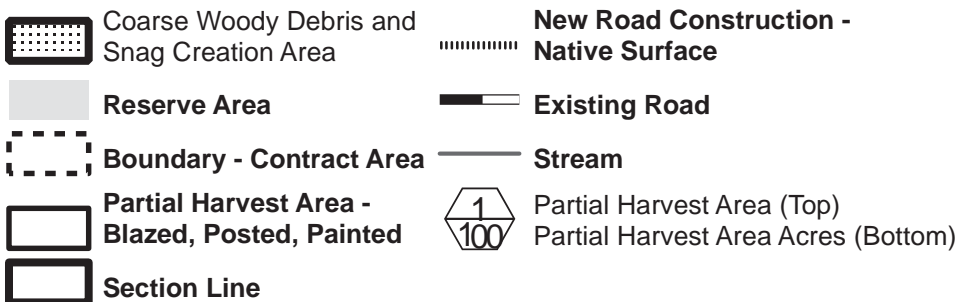 Coarse Woody Debris and
Snag Creation Area
Reserve Area
Boundary - Contract Area
Partial Harvest Area -
Blazed, Posted, Painted
Section Line
New Road Construction -
Native Surface
Existing Road
Stream
1
100
Partial Harvest Area (Top)
Partial Harvest Area Acres (Bottom)